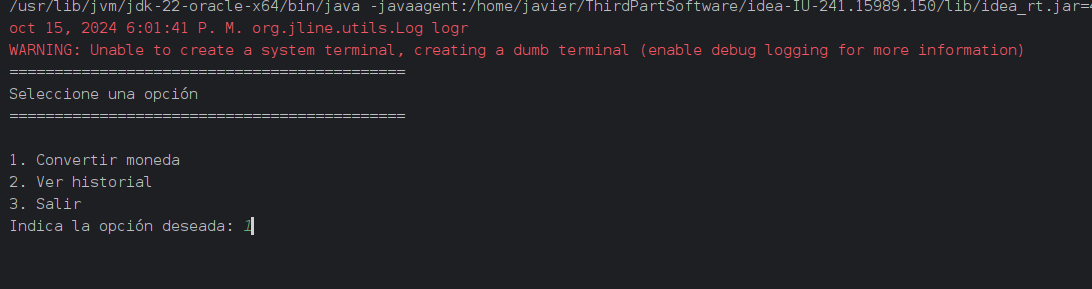 /usr/lib/jvm/jdk-22-oracle-x64/bin/java -javaagent:/home/javier/ThirdPartSoftware/idea-IU-241.15989.150/lib/idea_rt.jar=
oct 15, 2024 6:01:41 P. M. org.jline.utils.Log logr
WARNING: Unable to create a system terminal, creating a dumb terminal (enable debug logging for more information)
============================================
Seleccione una opción
============================================
1. Convertir moneda
2. Ver historial
3. Salir
Indica la opción deseada: 1